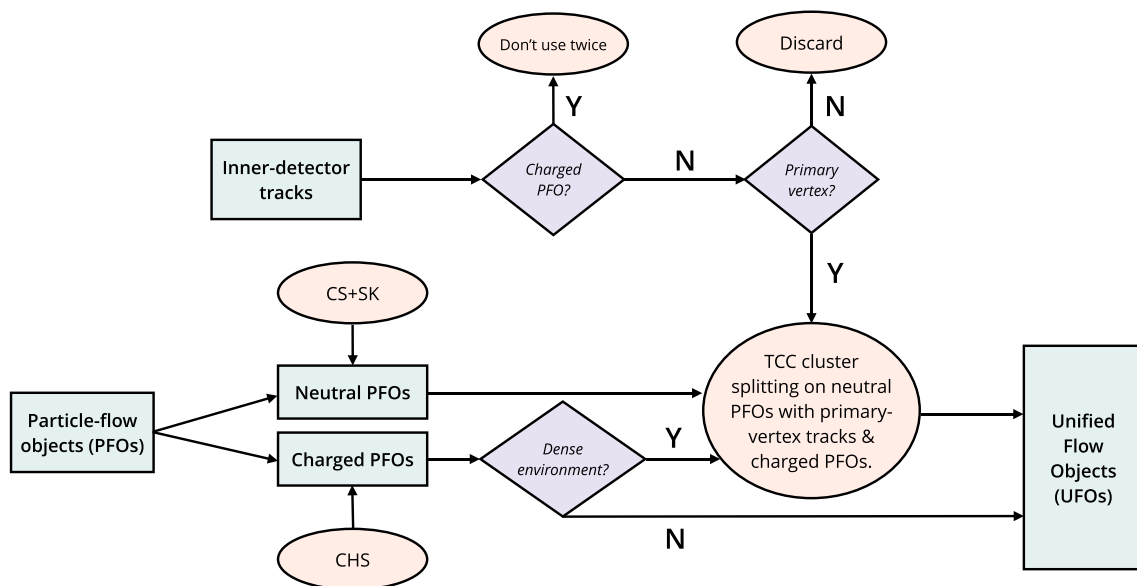 Don't use twice
Discard
Y
N
Inner-detector
tracks
Charged
PFO?
N
Primary
vertex?
Y
CS+SK
Neutral PFOs
Particle-flow
objects (PFOs)
Charged PFOs
Dense
environment?
Y
TCC cluster
splitting on neutral
PFOs with primary-
vertex tracks &
charged PFOs.
Unified
Flow
Objects
(UFOs)
N
CHS